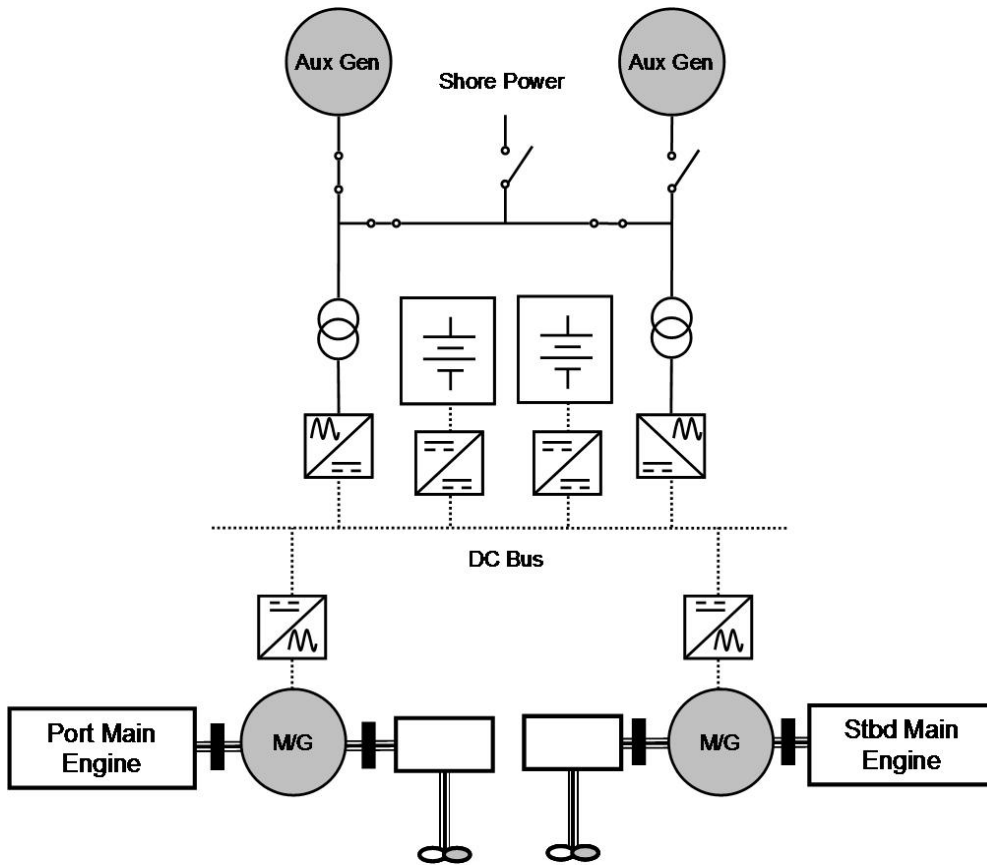 Aux Gen
Shore Power
Aux Gen
DC Bus
Port Main
Engine
M/G
M/G
Stbd Main
Engine